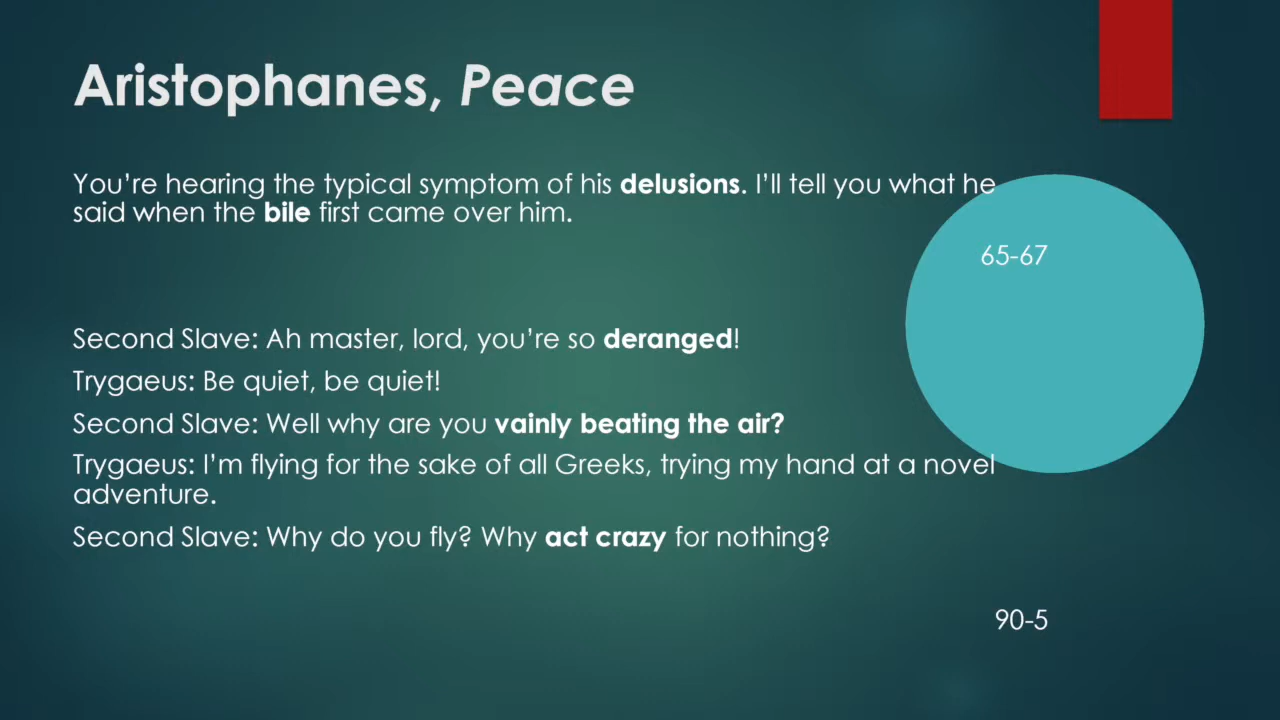 Aristophanes, Peace
You’re hearing the typical symptom of his delusions. I’ll tell you what he
said when the bile first came over him.
65-67
Second Slave: Ah master, lord, you’re so deranged!
Trygaeus: Be quiet, be quiet!
Second Slave: Well why are you vainly beating the air?
Trygaeus: I’m flying for the sake of all Greeks, trying my hand at a novel
adventure.
Second Slave: Why do you fly? Why act crazy for nothing?
90-5